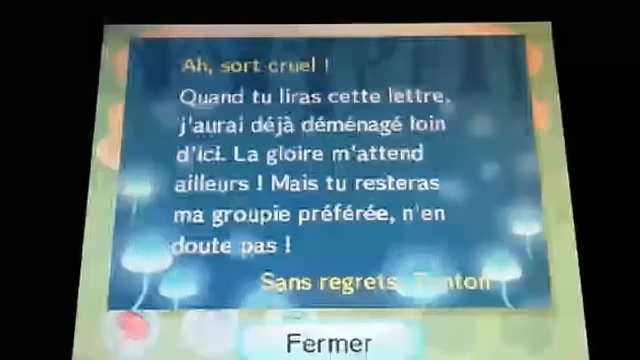 Ah, sort cruel !
Quand tu liras cette lettre,
j'aurai déjà déménagé loin
d'ici. La gloire m'attend
ailleurs ! Mais tu resteras
ma groupie préférée, n'en
doute pas !
Sans regrets,
Fermer